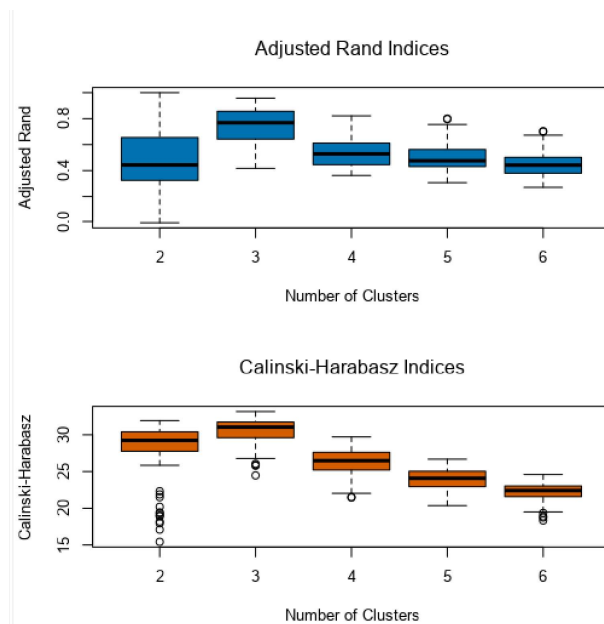 Adjusted Rand Indices
Adjusted Rand
0.8
0.4
0.0
2 3 4 5 6
Number of Clusters
Calinski-Harabasz Indices
Calinski-Harabasz
30
25
20
15
2 3 4 5 6
Number of Clusters